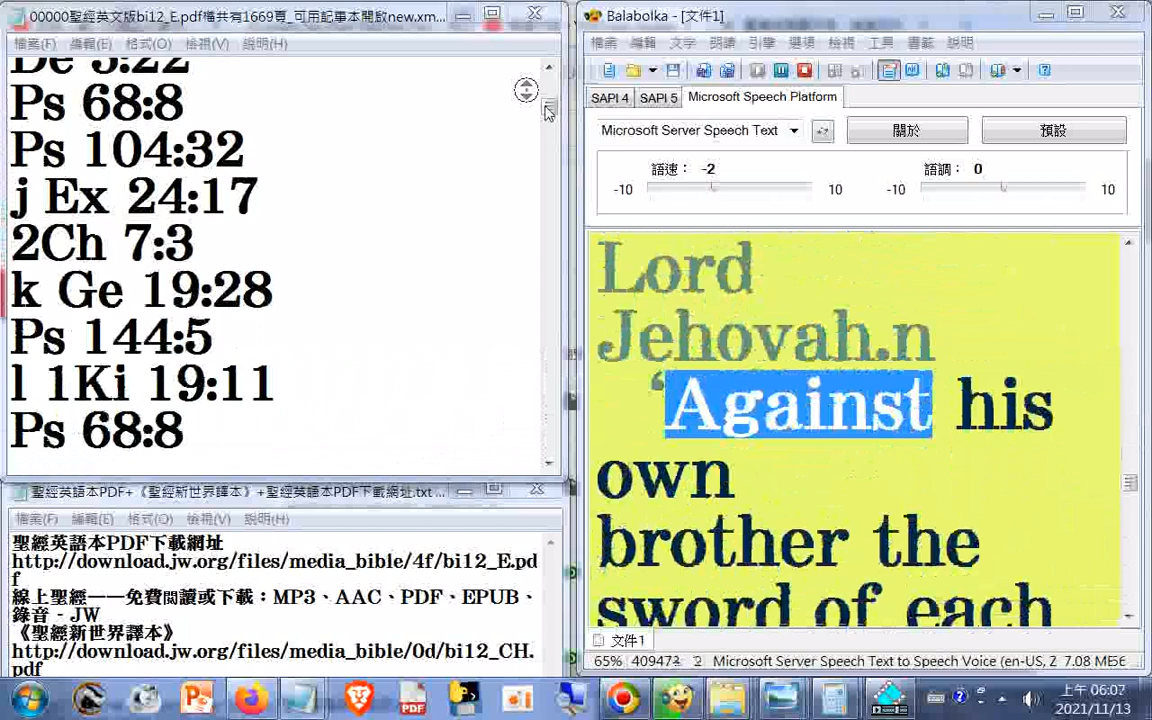 00000聖經英文版bi12_E.pdf檔共有1669頁_可用記事本開啟new.xm...
檔案(F) 編輯(E) 格式(O) 檢視(V) 說明(H)
De 5:22
Ps 68:8
Ps 104:32
j Ex 24:17
2Ch 7:3
k Ge 19:28
Ps 144:5
l 1Ki 19:11
Ps 68:8
聖經英語本PDF+《聖經新世界譯本》+聖經英語本PDF下載網址.txt ...
檔案(F) 編輯(E) 格式(O) 檢視(V) 說明(H)
聖經英語本PDF下載網址
http://download.jw.org/files/media_bible/4f/bi12_E.pd
f
線上聖經——免費閱讀或下載：MP3、AAC、PDF、EPUB、
錄音 - JW
《聖經新世界譯本》
http://download.jw.org/files/media_bible/0d/bi12_CH.
pdf
Balabolka - [文件1]
檔案 編輯 文字 朗讀 引擎 選項 檢視 工具 書籤 說明
SAPI 4 SAPI 5 Microsoft Speech Platform
Microsoft Server Speech Text 關於 預設
語速： -2 語調： 0
-10 10 -10 10
Lord
Jehovah.n
‘Against his
own
brother the
sword of each
文件1
65% Microsoft Server Speech Text to Speech Voice (en-US, 7.08 ME
上午 06:07
2021/11/13